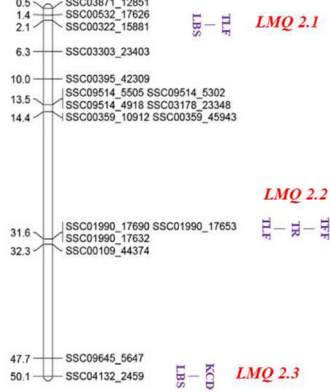 0.5 SSC03871_12851
1.4 SSC00532_17626
2.1 SSC00322_15881
LBS TLF
LMQ 2.1
6.3 SSC03303_23403
10.0 SSC00395_42309
SSC09514_5505 SSC09514_5302
13.5 SSC09514_4918 SSC03178_23348
14.4 SSC00359_10912 SSC00359_45943
LMQ 2.2
31.6 SSC01990_17690 SSC01990_17653
SSC01990_17632
TLF TR TFF
32.3 SSC00109_44374
47.7 SSC09645_5647
50.1 SSC04132_2459
LBS KCD
LMQ 2.3